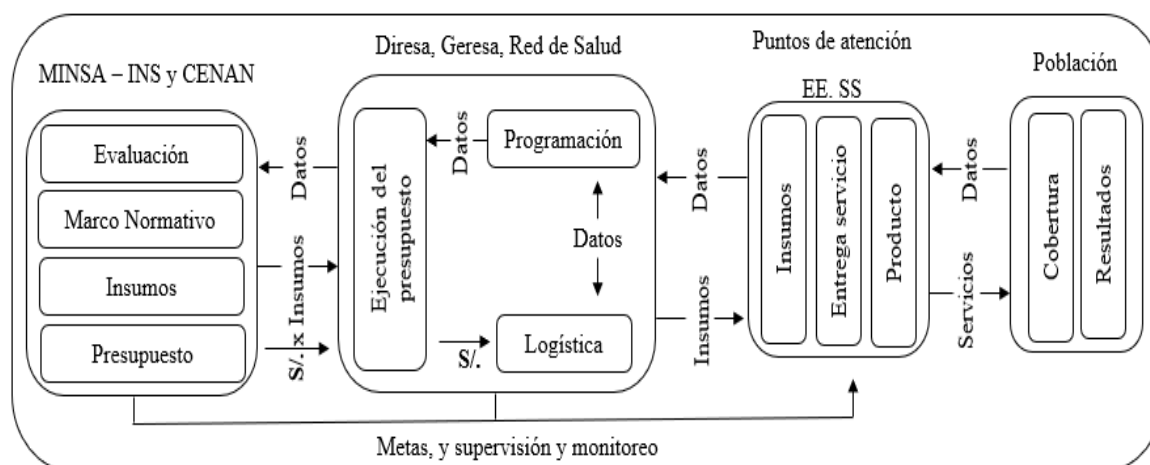 MINSA – INS y CENAN
Evaluación
Marco Normativo
Insumos
Presupuesto
Datos
S/. x Insumos
Diresa, Geresa, Red de Salud
Ejecución del
presupuesto
Datos
Programación
Datos
S/.
Logística
Datos
Insumos
Puntos de atención
EE. SS
Insumos
Entrega servicio
Producto
Datos
Servicios
Población
Cobertura
Resultados
Metas, y supervisión y monitoreo